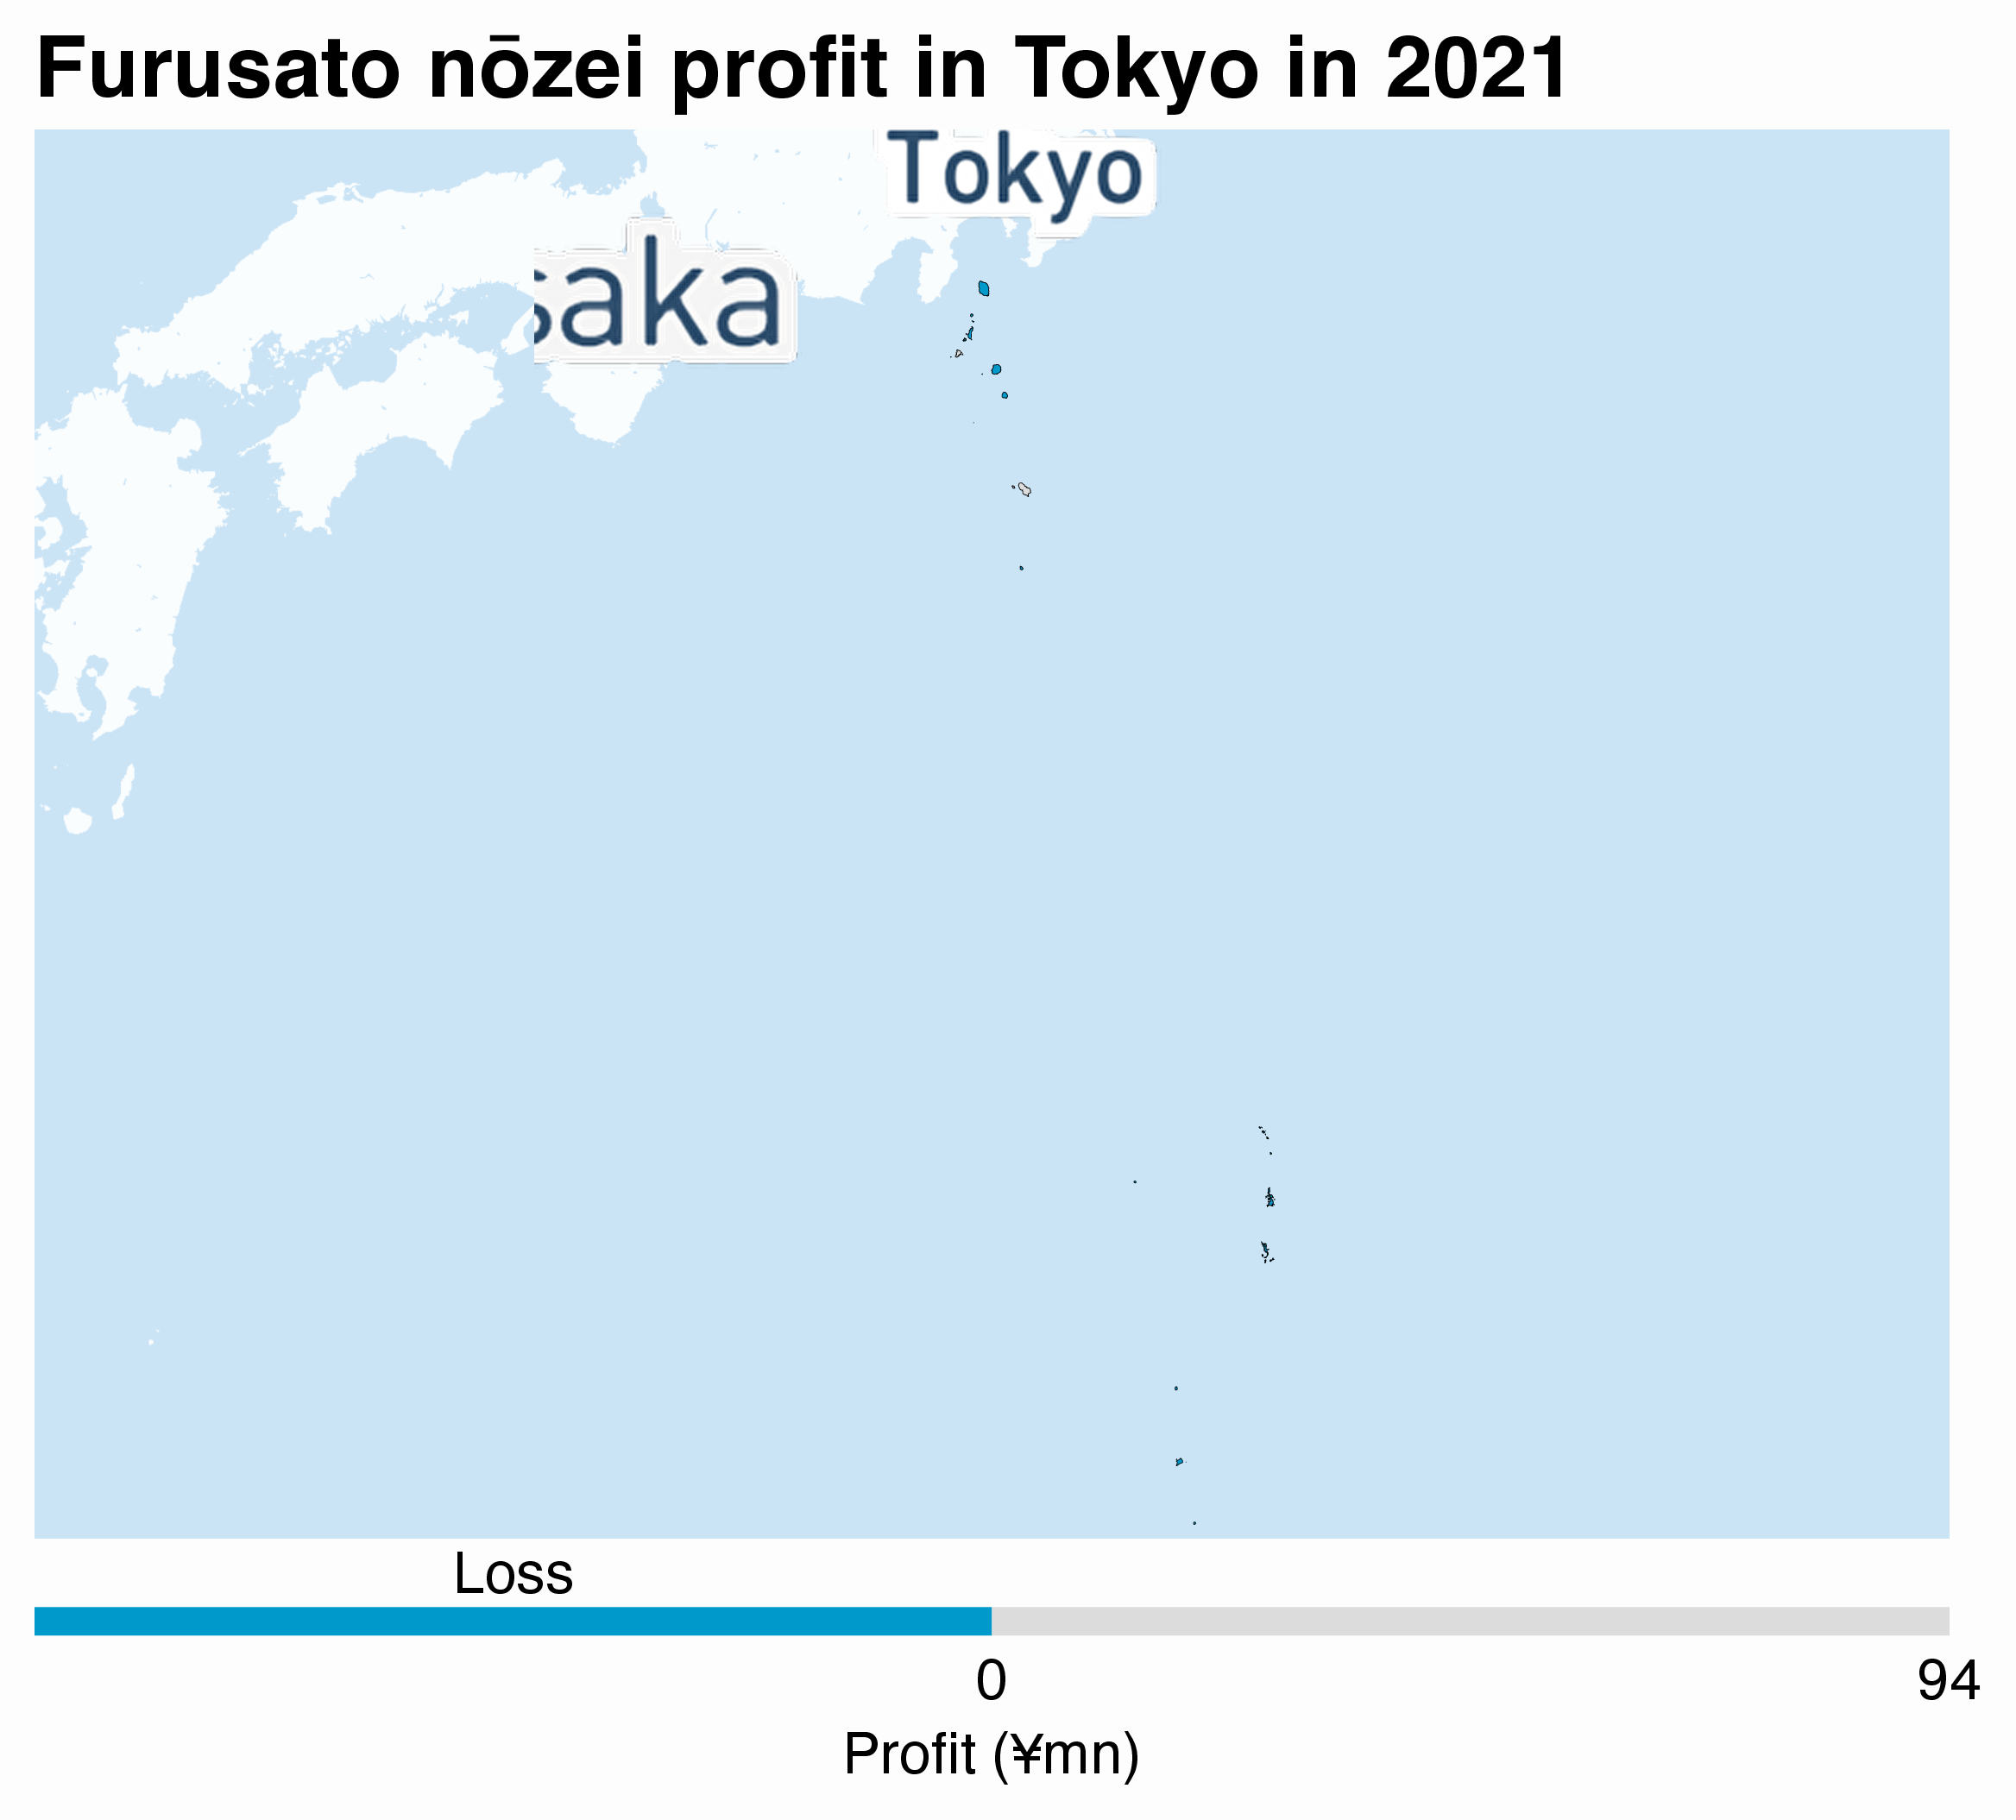 Furusato nōzei profit in Tokyo in 2021
Tokyo
saka
Loss
0
94
Profit (¥mn)